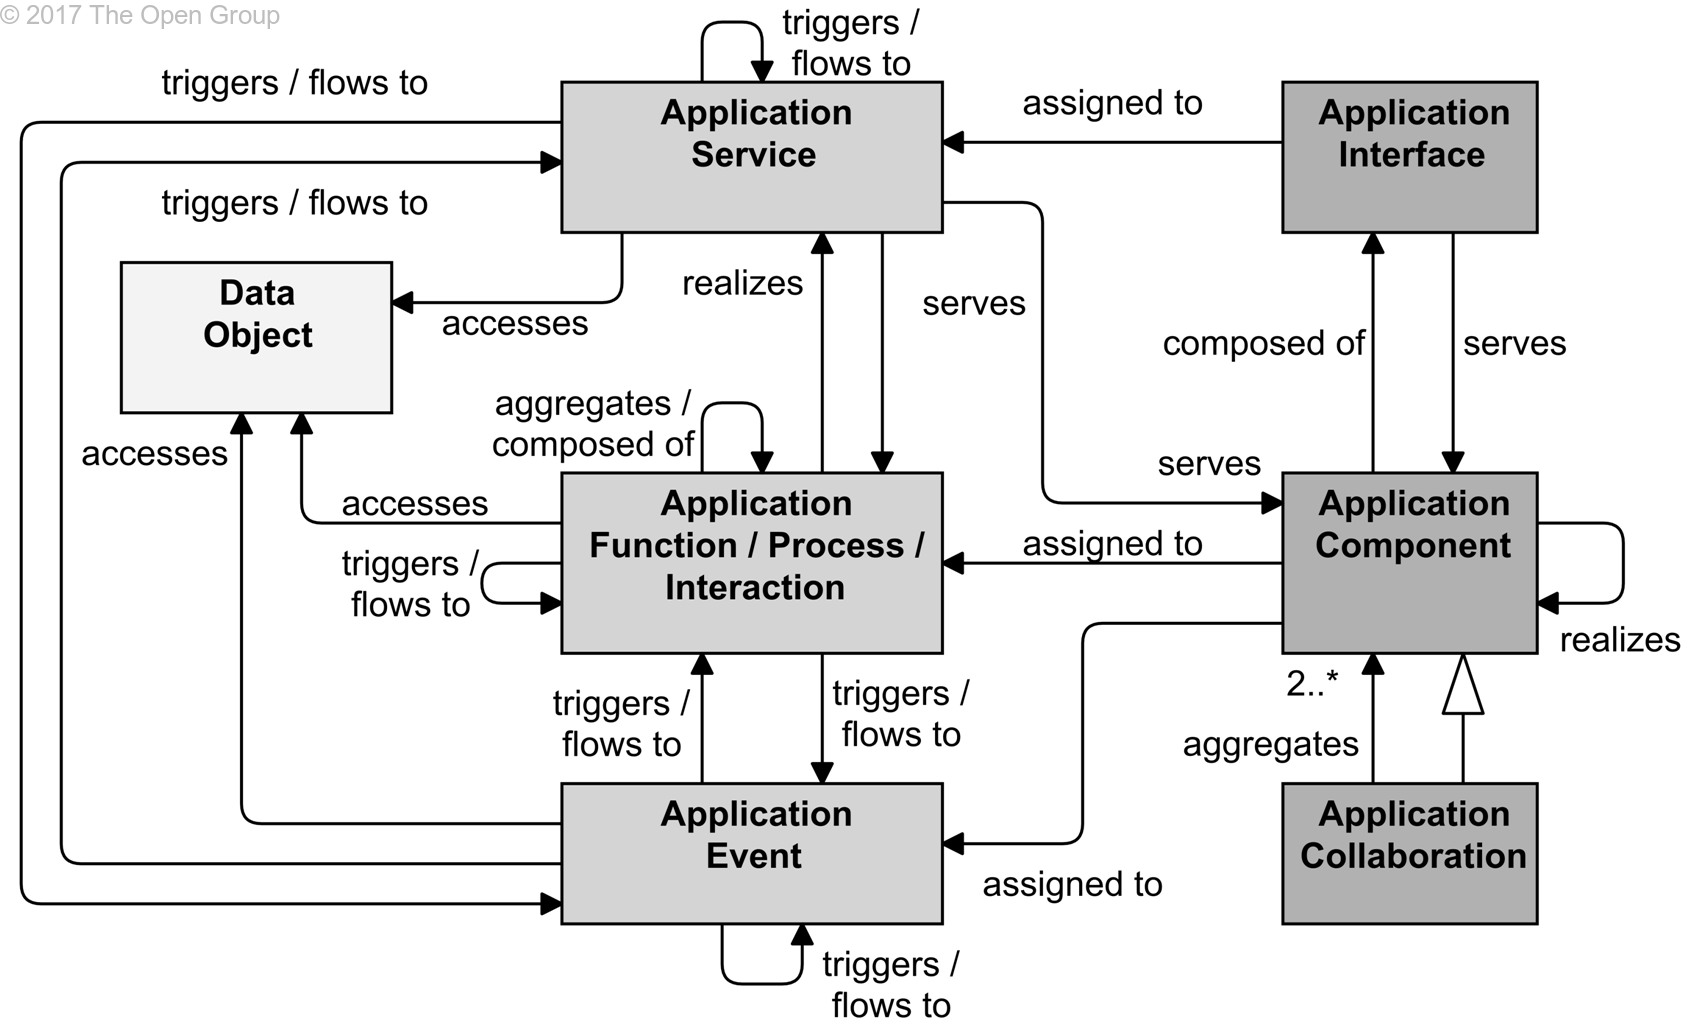 © 2017 The Open Group
triggers /
flows to
triggers / flows to
Application
Service
assigned to
Application
Interface
triggers / flows to
Data
Object
accesses
realizes
serves
composed of
serves
aggregates /
composed of
accesses
accesses
serves
Application
Function / Process /
Interaction
assigned to
Application
Component
triggers /
flows to
realizes
triggers /
flows to
triggers /
flows to
2..*
aggregates
Application
Event
assigned to
Application
Collaboration
triggers /
flows to